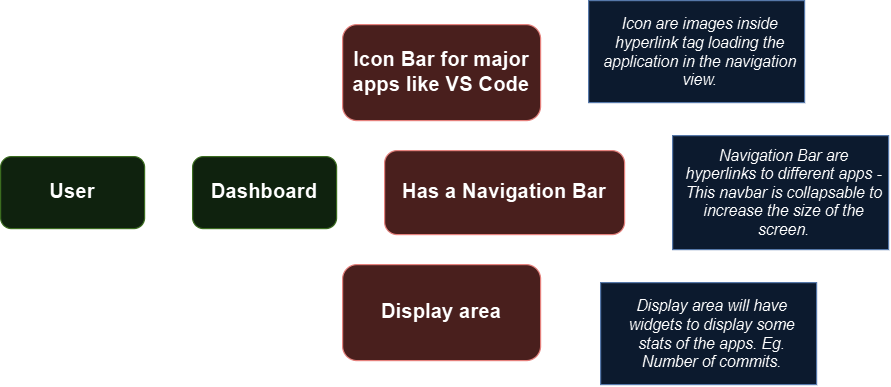 Icon Bar for major
apps like VS Code
Icon are images inside
hyperlink tag loading the
application in the navigation
view.
User
Dashboard
Has a Navigation Bar
Navigation Bar are
hyperlinks to different apps -
This navbar is collapsable to
increase the size of the
screen.
Display area
Display area will have
widgets to display some
stats of the apps. Eg.
Number of commits.